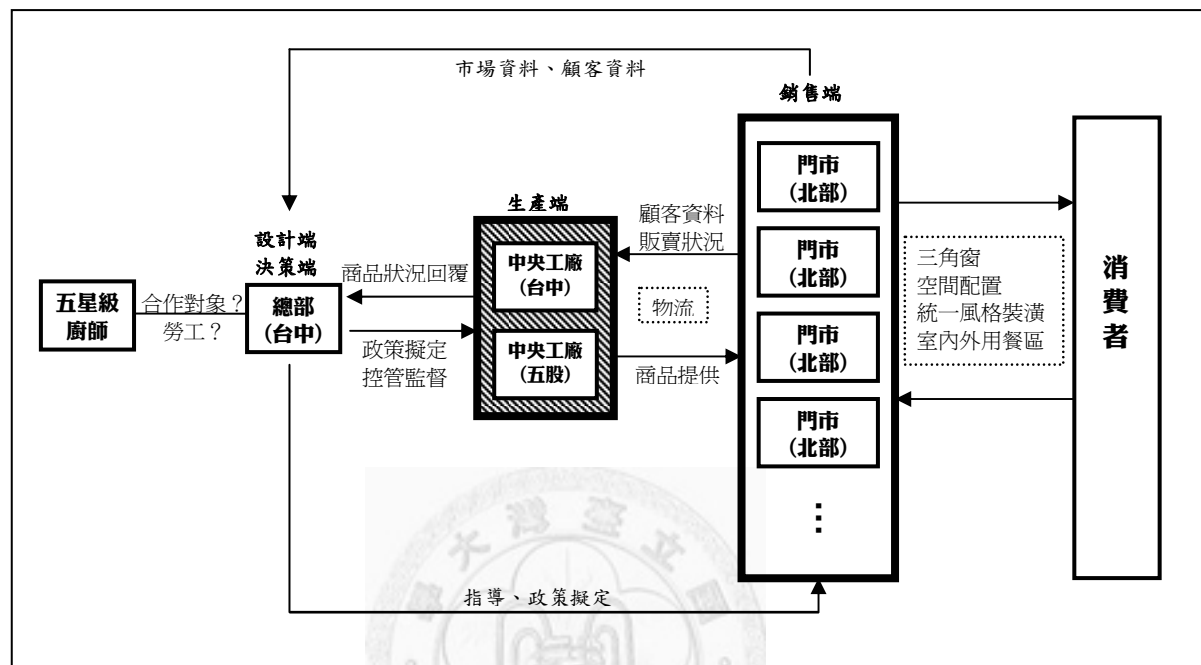 市場資料、顧客資料
銷售端
門市
(北部)
門市
(北部)
門市
(北部)
門市
(北部)
⋮
生產端
中央工廠
(台中)
中央工廠
(五股)
顧客資料
販賣狀況
物流
商品提供
設計端
決策端
總部
(台中)
商品狀況回覆
政策擬定
控管監督
五星級
廚師
合作對象？
勞工？
三角窗
空間配置
統一風格裝潢
室內外用餐區
消費者
指導、政策擬定
學大灣臺立國